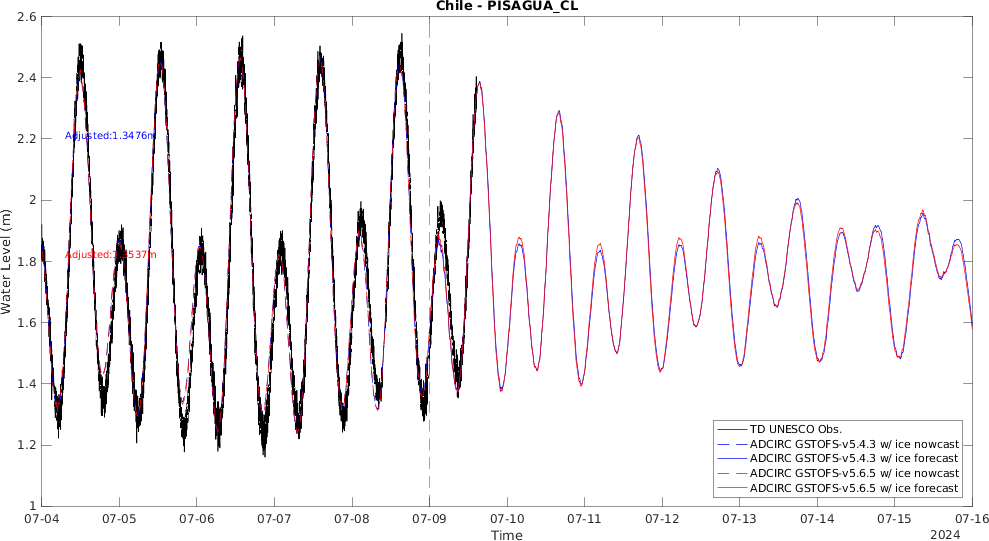 Chile - PISAGUA_CL
2.6
2.4
2.2
2
1.8
1.6
1.4
1.2
1
Water Level (m)
Adjusted:1.3476m
TD UNESCO Obs.
ADCIRC GSTOFS-v5.4.3 w/ ice nowcast
ADCIRC GSTOFS-v5.4.3 w/ ice forecast
ADCIRC GSTOFS-v5.6.5 w/ ice nowcast
ADCIRC GSTOFS-v5.6.5 w/ ice forecast
07-04 07-05 07-06 07-07 07-08 07-09 07-10 07-11 07-12 07-13 07-14 07-15 07-16
Time
2024